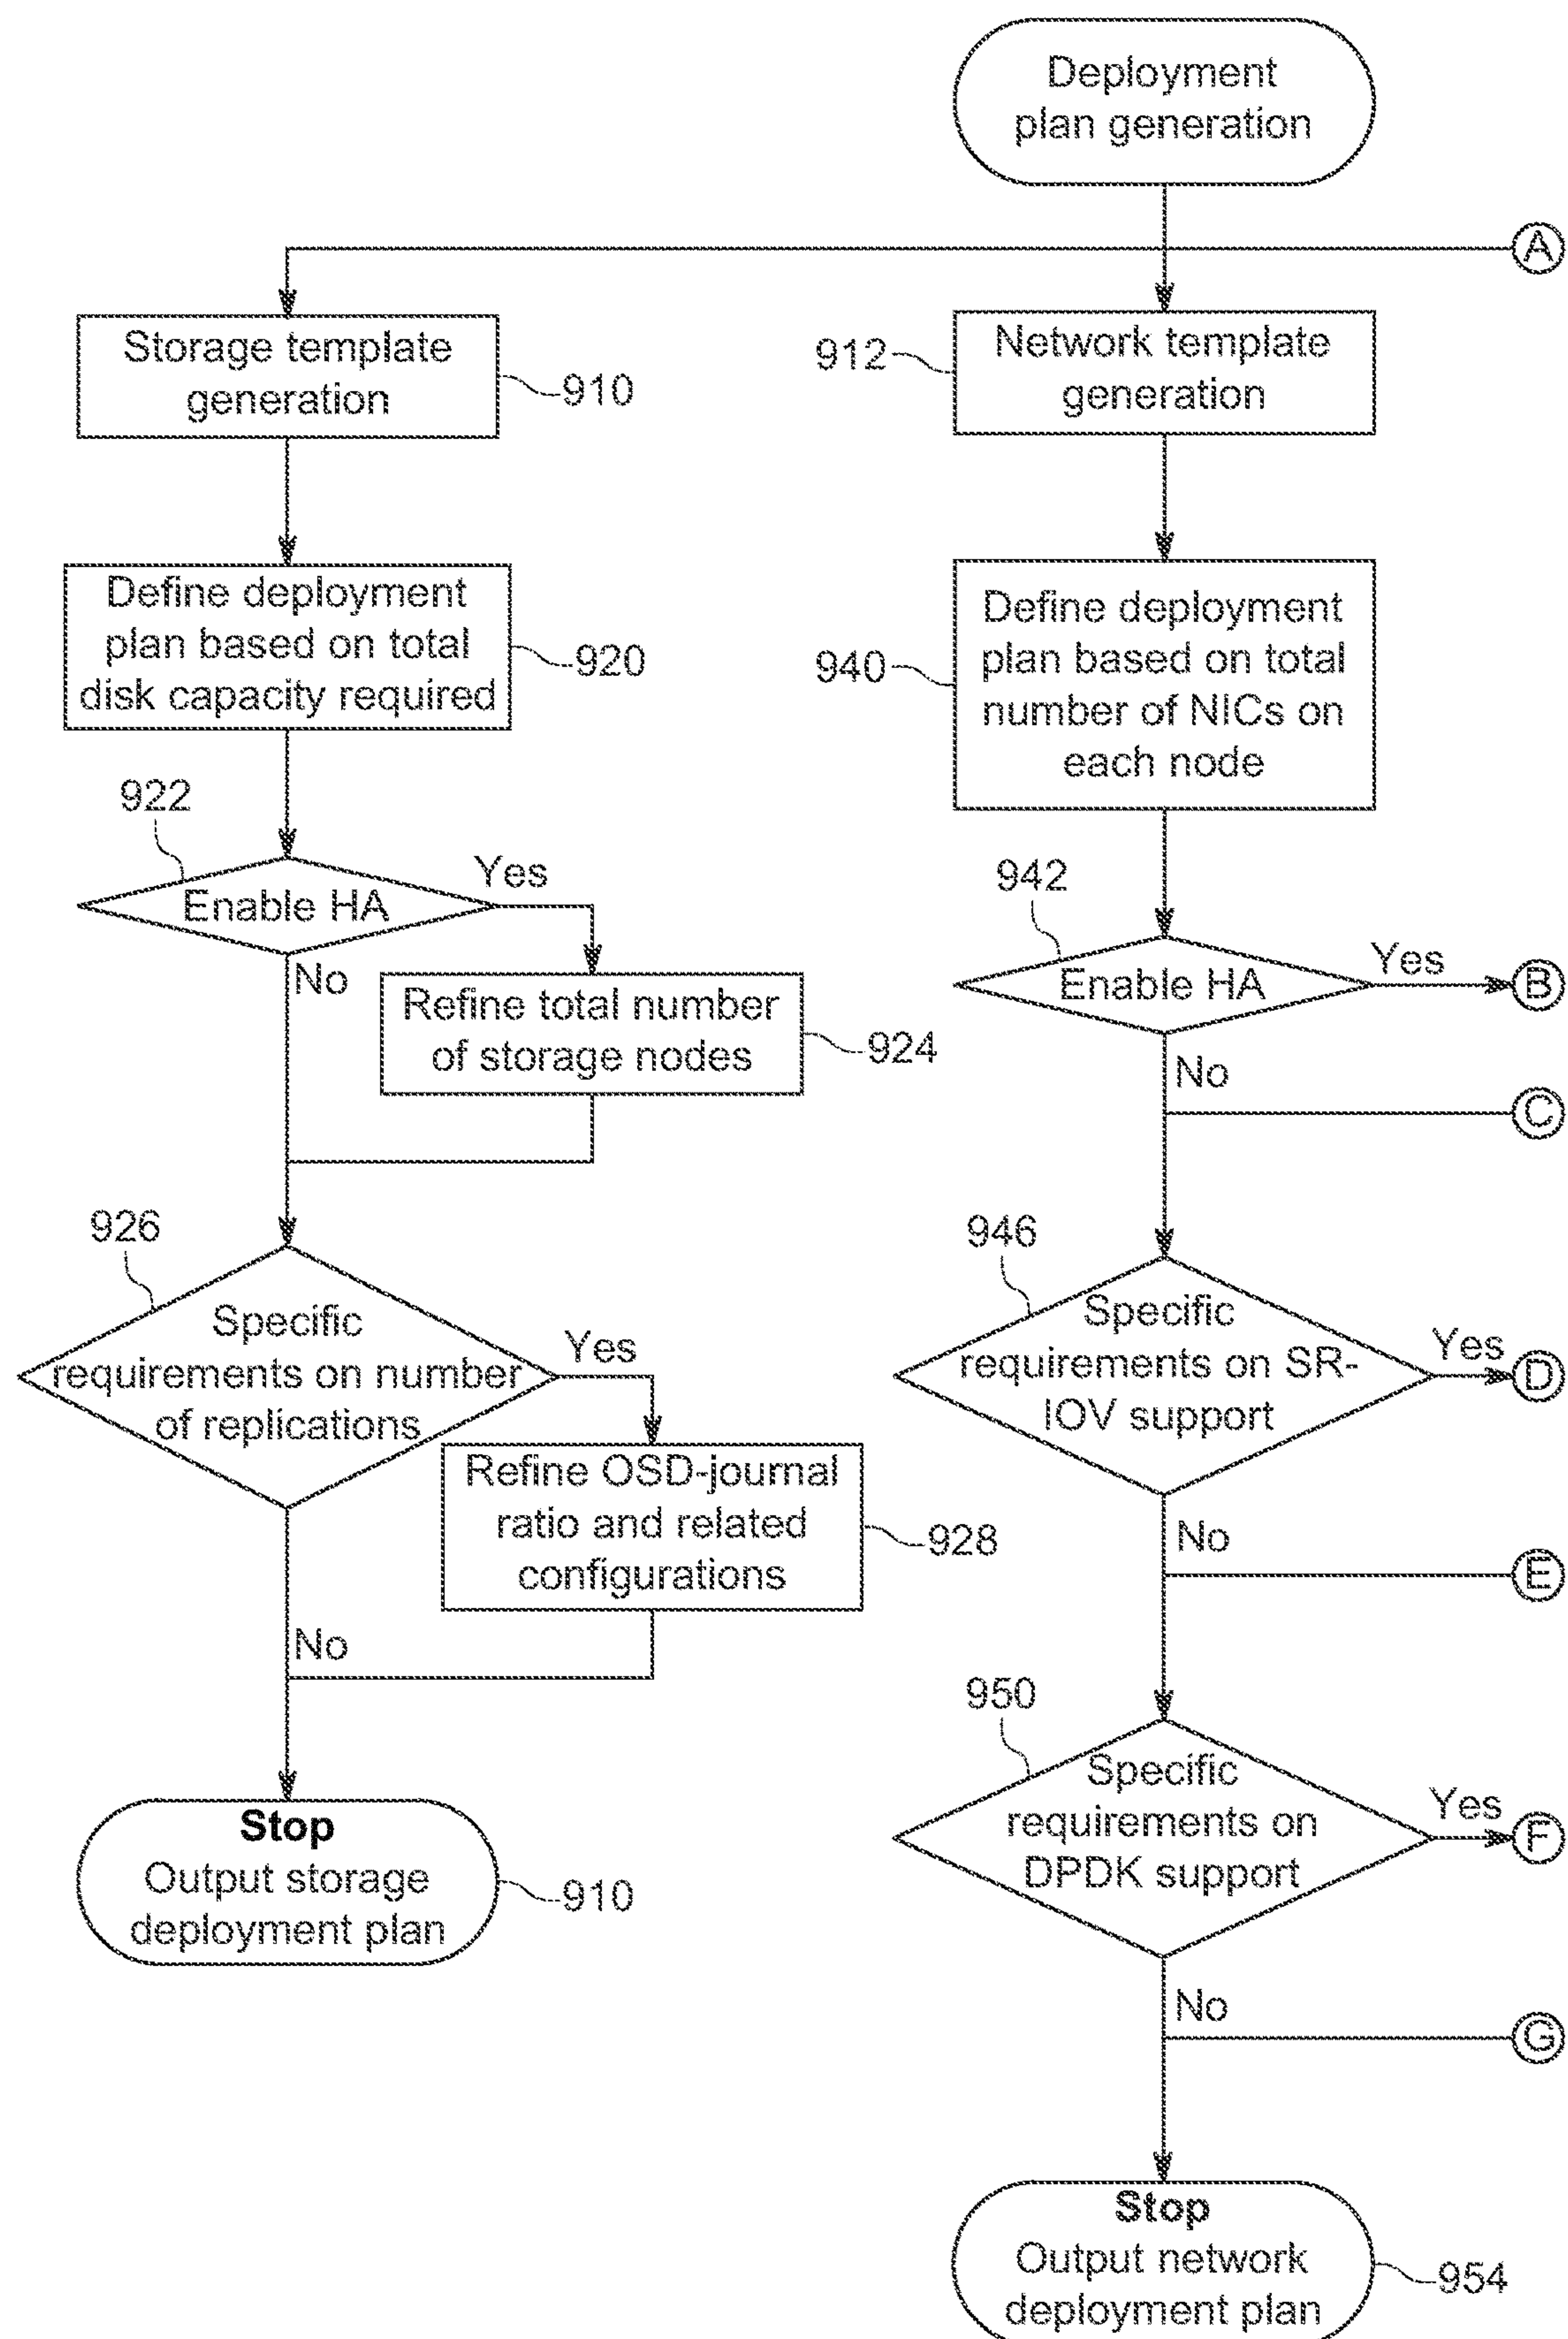 Deployment
plan generation
A
Storage template
generation
910
912
Network template
generation
Define deployment
plan based on total
disk capacity required
920
940
Define deployment
plan based on total
number of NICs on
each node
922
Enable HA
Yes
No
Refine total number
of storage nodes
924
942
Enable HA
Yes
B
No
C
926
Specific
requirements on number
of replications
Yes
Refine OSD-journal
ratio and related
configurations
928
No
946
Specific
requirements on SR-
IOV support
Yes
D
No
E
950
Specific
requirements on
DPDK support
Yes
F
No
G
Stop
Output storage
deployment plan
910
Stop
Output network
deployment plan
954